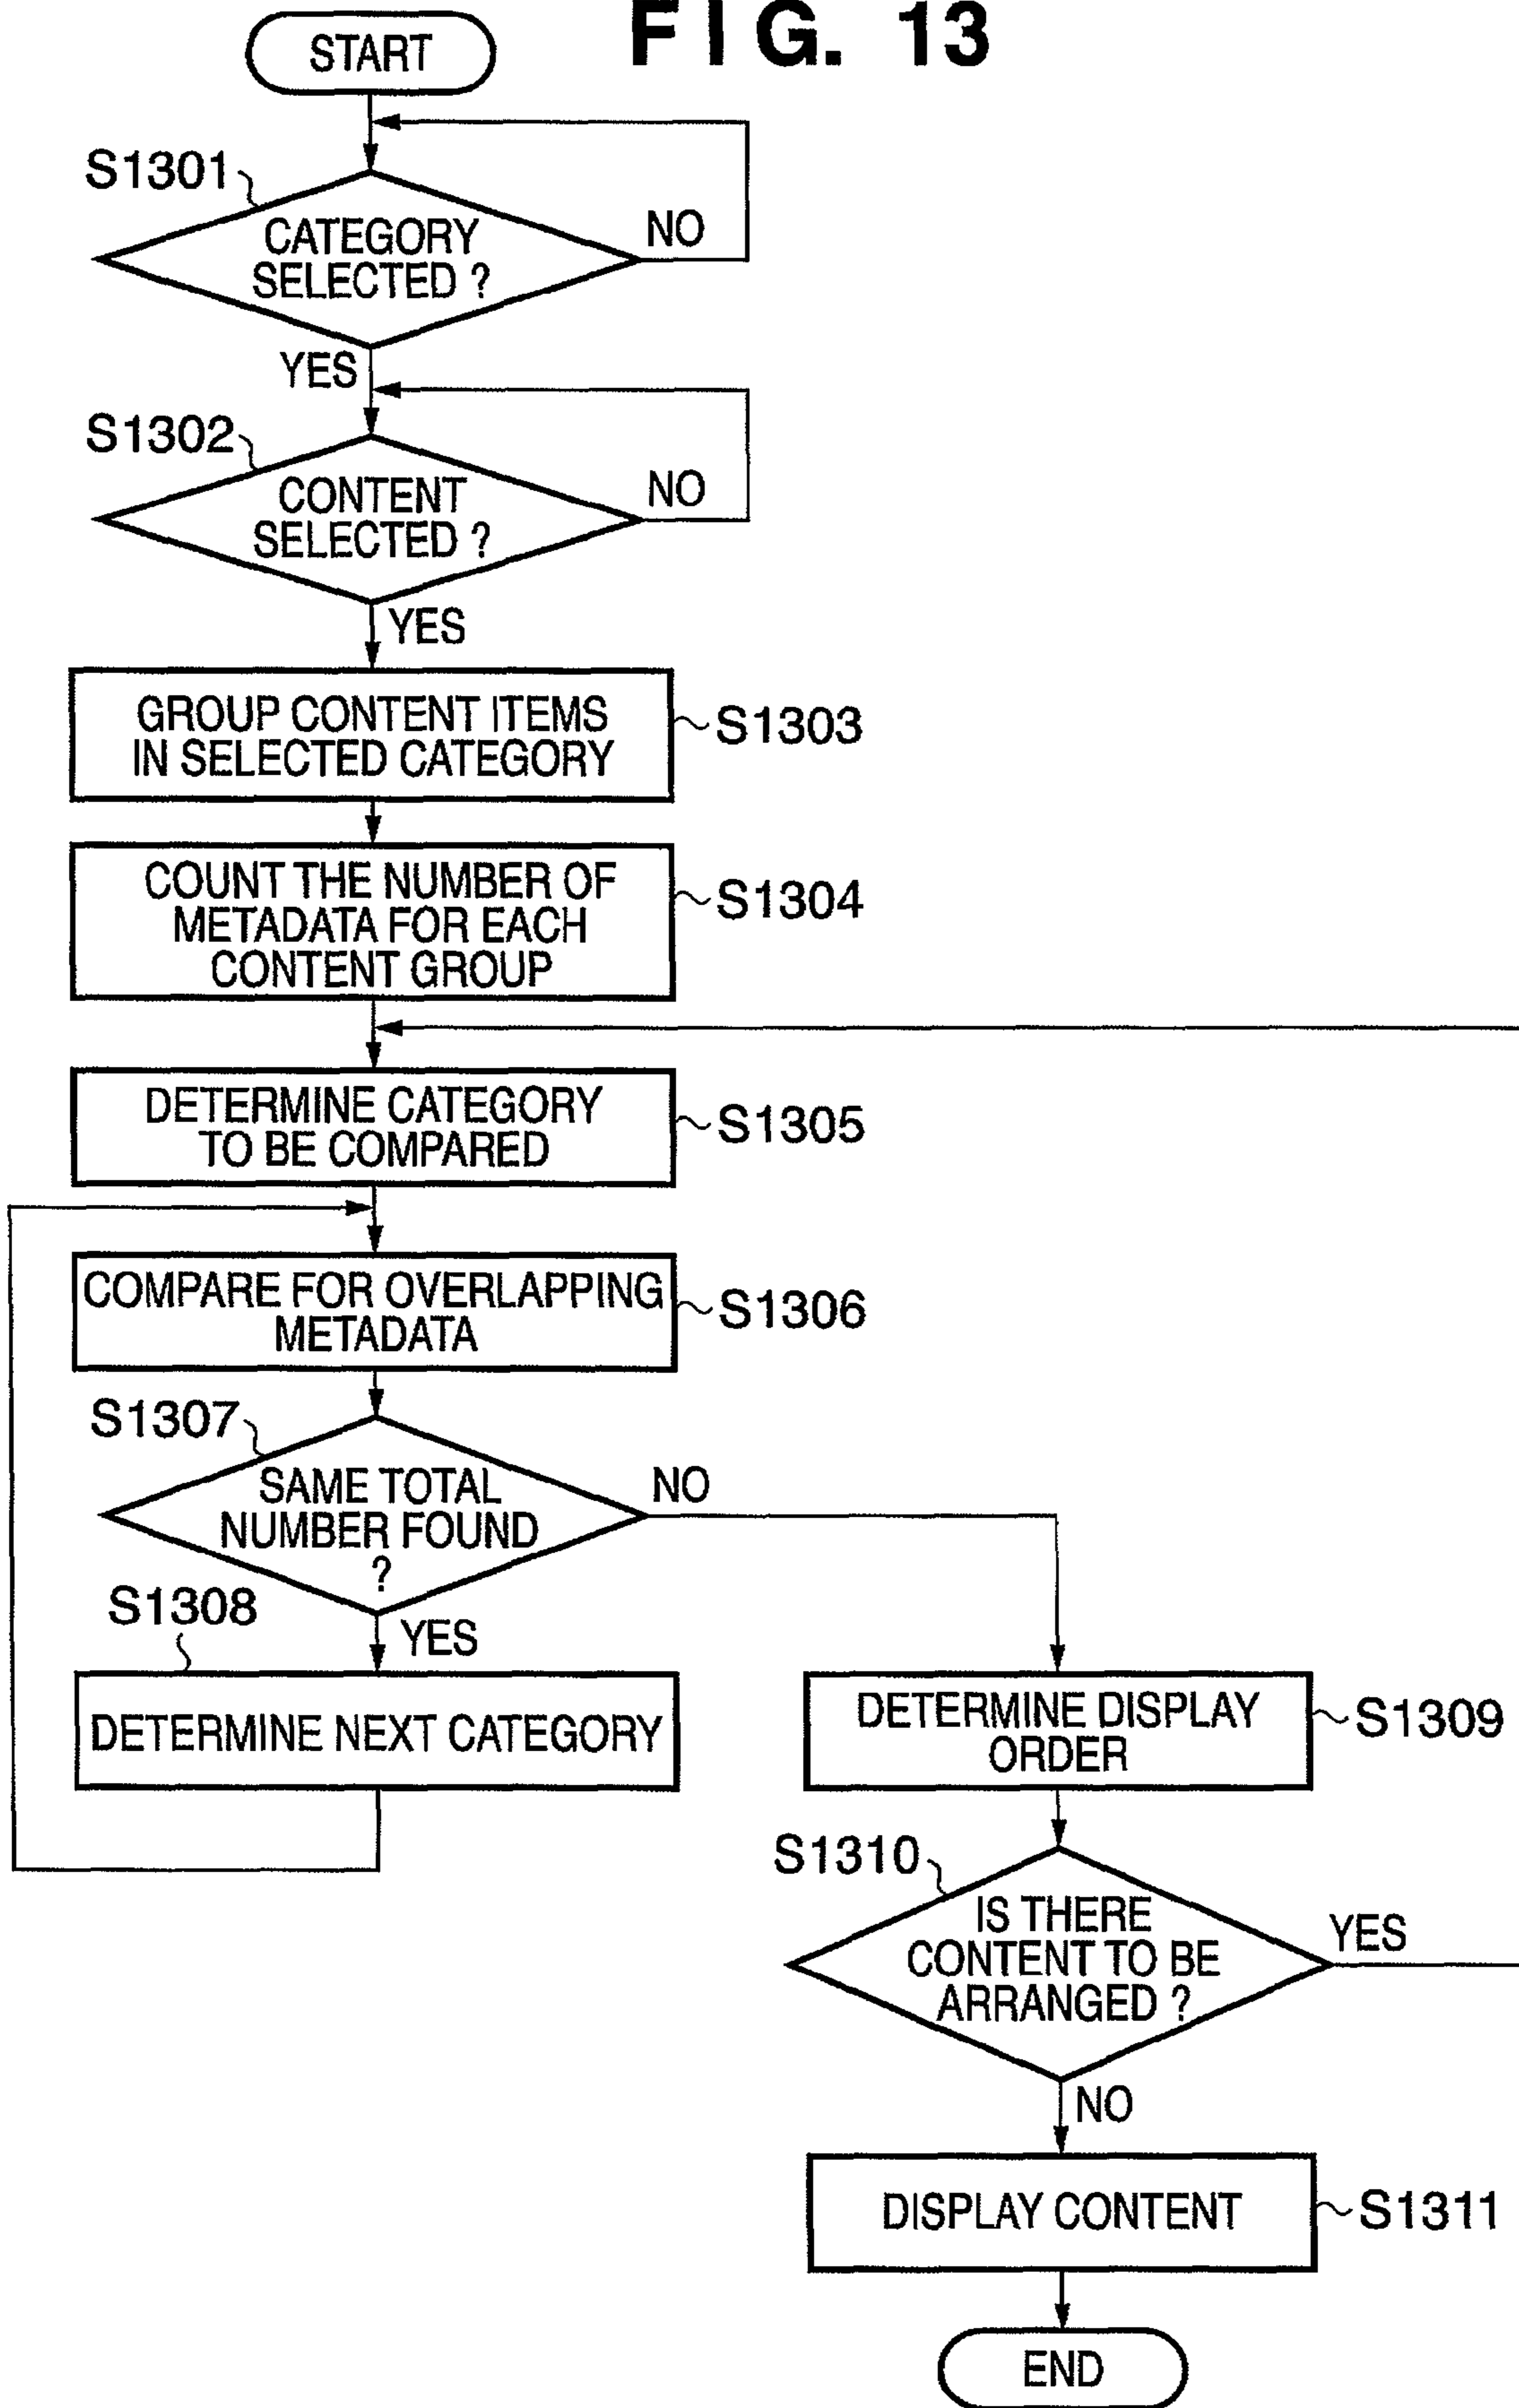 FIG. 13
START
S1301
CATEGORY
SELECTED ?
NO
YES
S1302
CONTENT
SELECTED ?
NO
YES
GROUP CONTENT ITEMS
IN SELECTED CATEGORY
S1303
COUNT THE NUMBER OF
METADATA FOR EACH
CONTENT GROUP
S1304
DETERMINE CATEGORY
TO BE COMPARED
S1305
COMPARE FOR OVERLAPPING
METADATA
S1306
S1307
SAME TOTAL
NUMBER FOUND
?
NO
YES
S1308
DETERMINE NEXT CATEGORY
DETERMINE DISPLAY
ORDER
S1309
S1310
IS THERE
CONTENT TO BE
ARRANGED ?
YES
NO
DISPLAY CONTENT
S1311
END